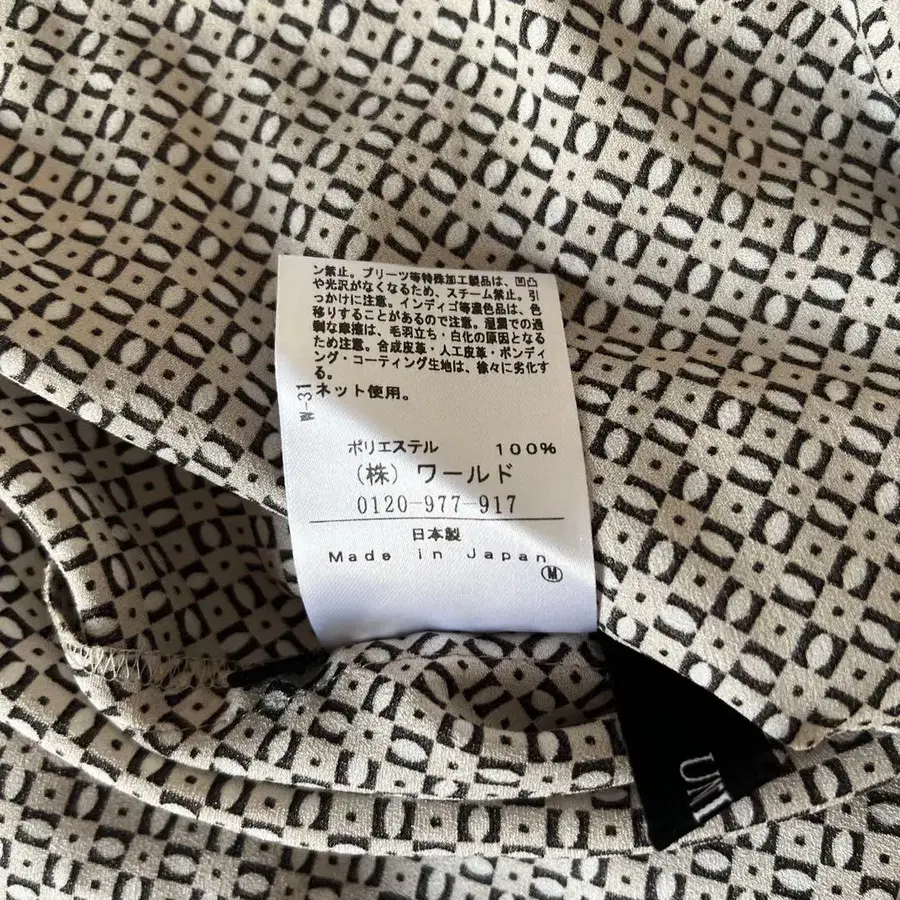 ン禁止。プリーツ等特殊加工製品は、凹凸
や光沢がなくなるため、スチーム禁止。引
っかけに注意。インディゴ等濃色品は、色
移りすることがあるので注意。湿潤での過
剰な摩擦は、毛羽立ち・白化の原因となる
ため注意。合成皮革・人工皮革・ボンディ
ング・コーティング生地は、徐々に劣化す
る。
ネット使用。
W-31
ポリエステル 100%
(株) ワールド
0120-977-917
日本製
Made in Japan
M